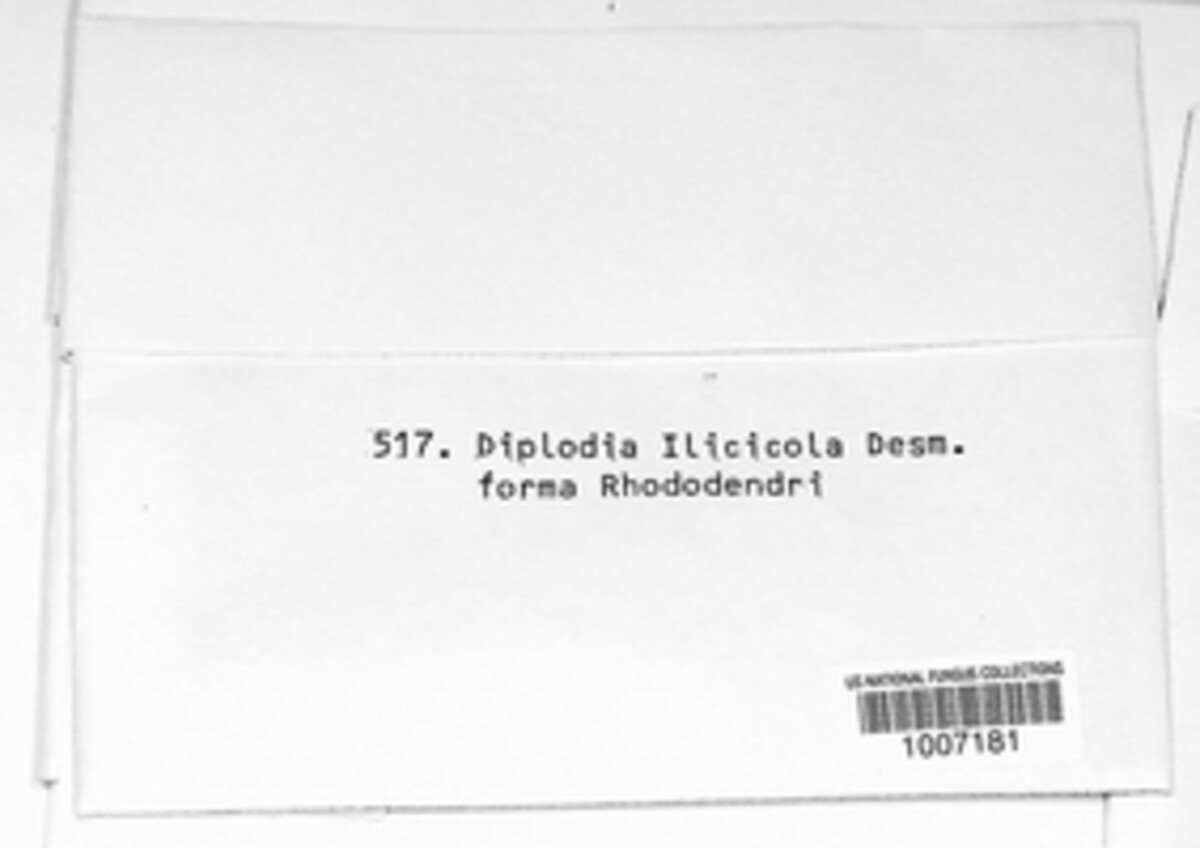 517. Diplodia Ilicicola Desm.
forma Rhododendri
US NATIONAL FUNGUS COLLECTIONS
1007181